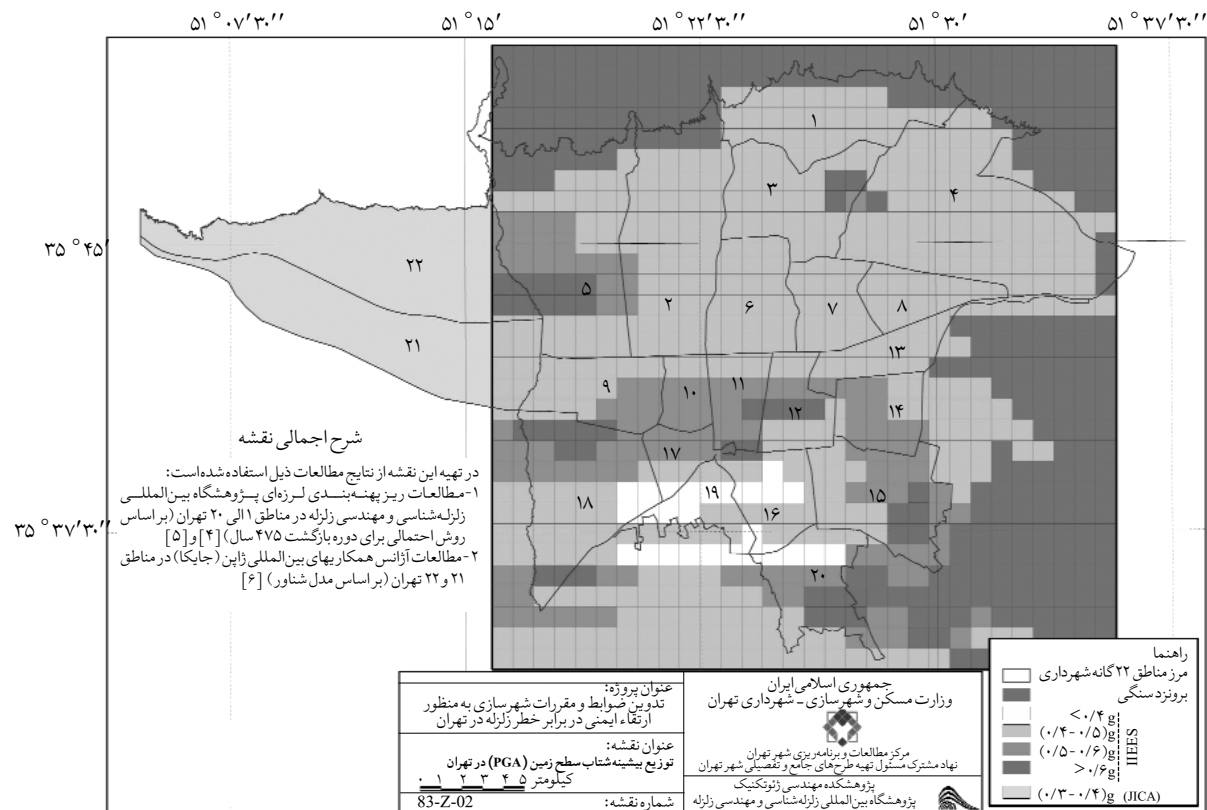 ۵۱ ° ۰۷′ ۳۰′′
۵۱ ° ۱۵′
۵۱ ° ۲۲′ ۳۰′′
۵۱ ° ۳۰′
۵۱ ° ۳۷′ ۳۰′′
۳۵ ° ۴۵′
۳۵ ° ۳۷′ ۳۰′′
۱
۳
۴
۲۲
۵
۲
۶
۷
۸
۲۱
۱۳
۹
۱۰
۱۱
۱۲
۱۴
۱۷
۱۸
۱۹
۱۵
۱۶
۲۰
شرح اجمالی نقشه
در تهیه این نقشه از نتایج مطالعات ذیل استفاده شده است:
۱-مطالعات ریز پهنه‌بندی لرزه‌ای پژوهشگاه بین‌المللی
زلزله‌شناسی و مهندسی زلزله در مناطق ۱ الی ۲۰ تهران (بر اساس
روش احتمالی برای دوره بازگشت ۴۷۵ سال) [۴] و [۵]
۲-مطالعات آژانس همکاریهای بین‌المللی ژاپن (جایکا) در مناطق
۲۱ و ۲۲ تهران (بر اساس مدل شناور) [۶]
راهنما
مرز مناطق ۲۲ گانه شهرداری
برونزد سنگی
<۰/۴ g
(۰/۴-۰/۵)g
(۰/۵-۰/۶)g
>۰/۶ g
IIEES
(۰/۳-۰/۴)g (JICA)
جمهوری اسلامی ایران
وزارت مسکن و شهرسازی - شهرداری تهران
مرکز مطالعات و برنامه‌ریزی شهر تهران
نهاد مشترک مسئول تهیه طرح‌های جامع و تفصیلی شهر تهران
پژوهشکده مهندسی ژئوتکنیک
پژوهشگاه بین‌المللی زلزله‌شناسی و مهندسی زلزله
عنوان پروژه:
تدوین ضوابط و مقررات شهرسازی به منظور
ارتقاء ایمنی در برابر خطر زلزله در تهران
عنوان نقشه:
توزیع بیشینه شتاب سطح زمین (PGA) در تهران
۰ ۱ ۲ ۳ ۴ ۵ کیلومتر
شماره نقشه: 83-Z-02